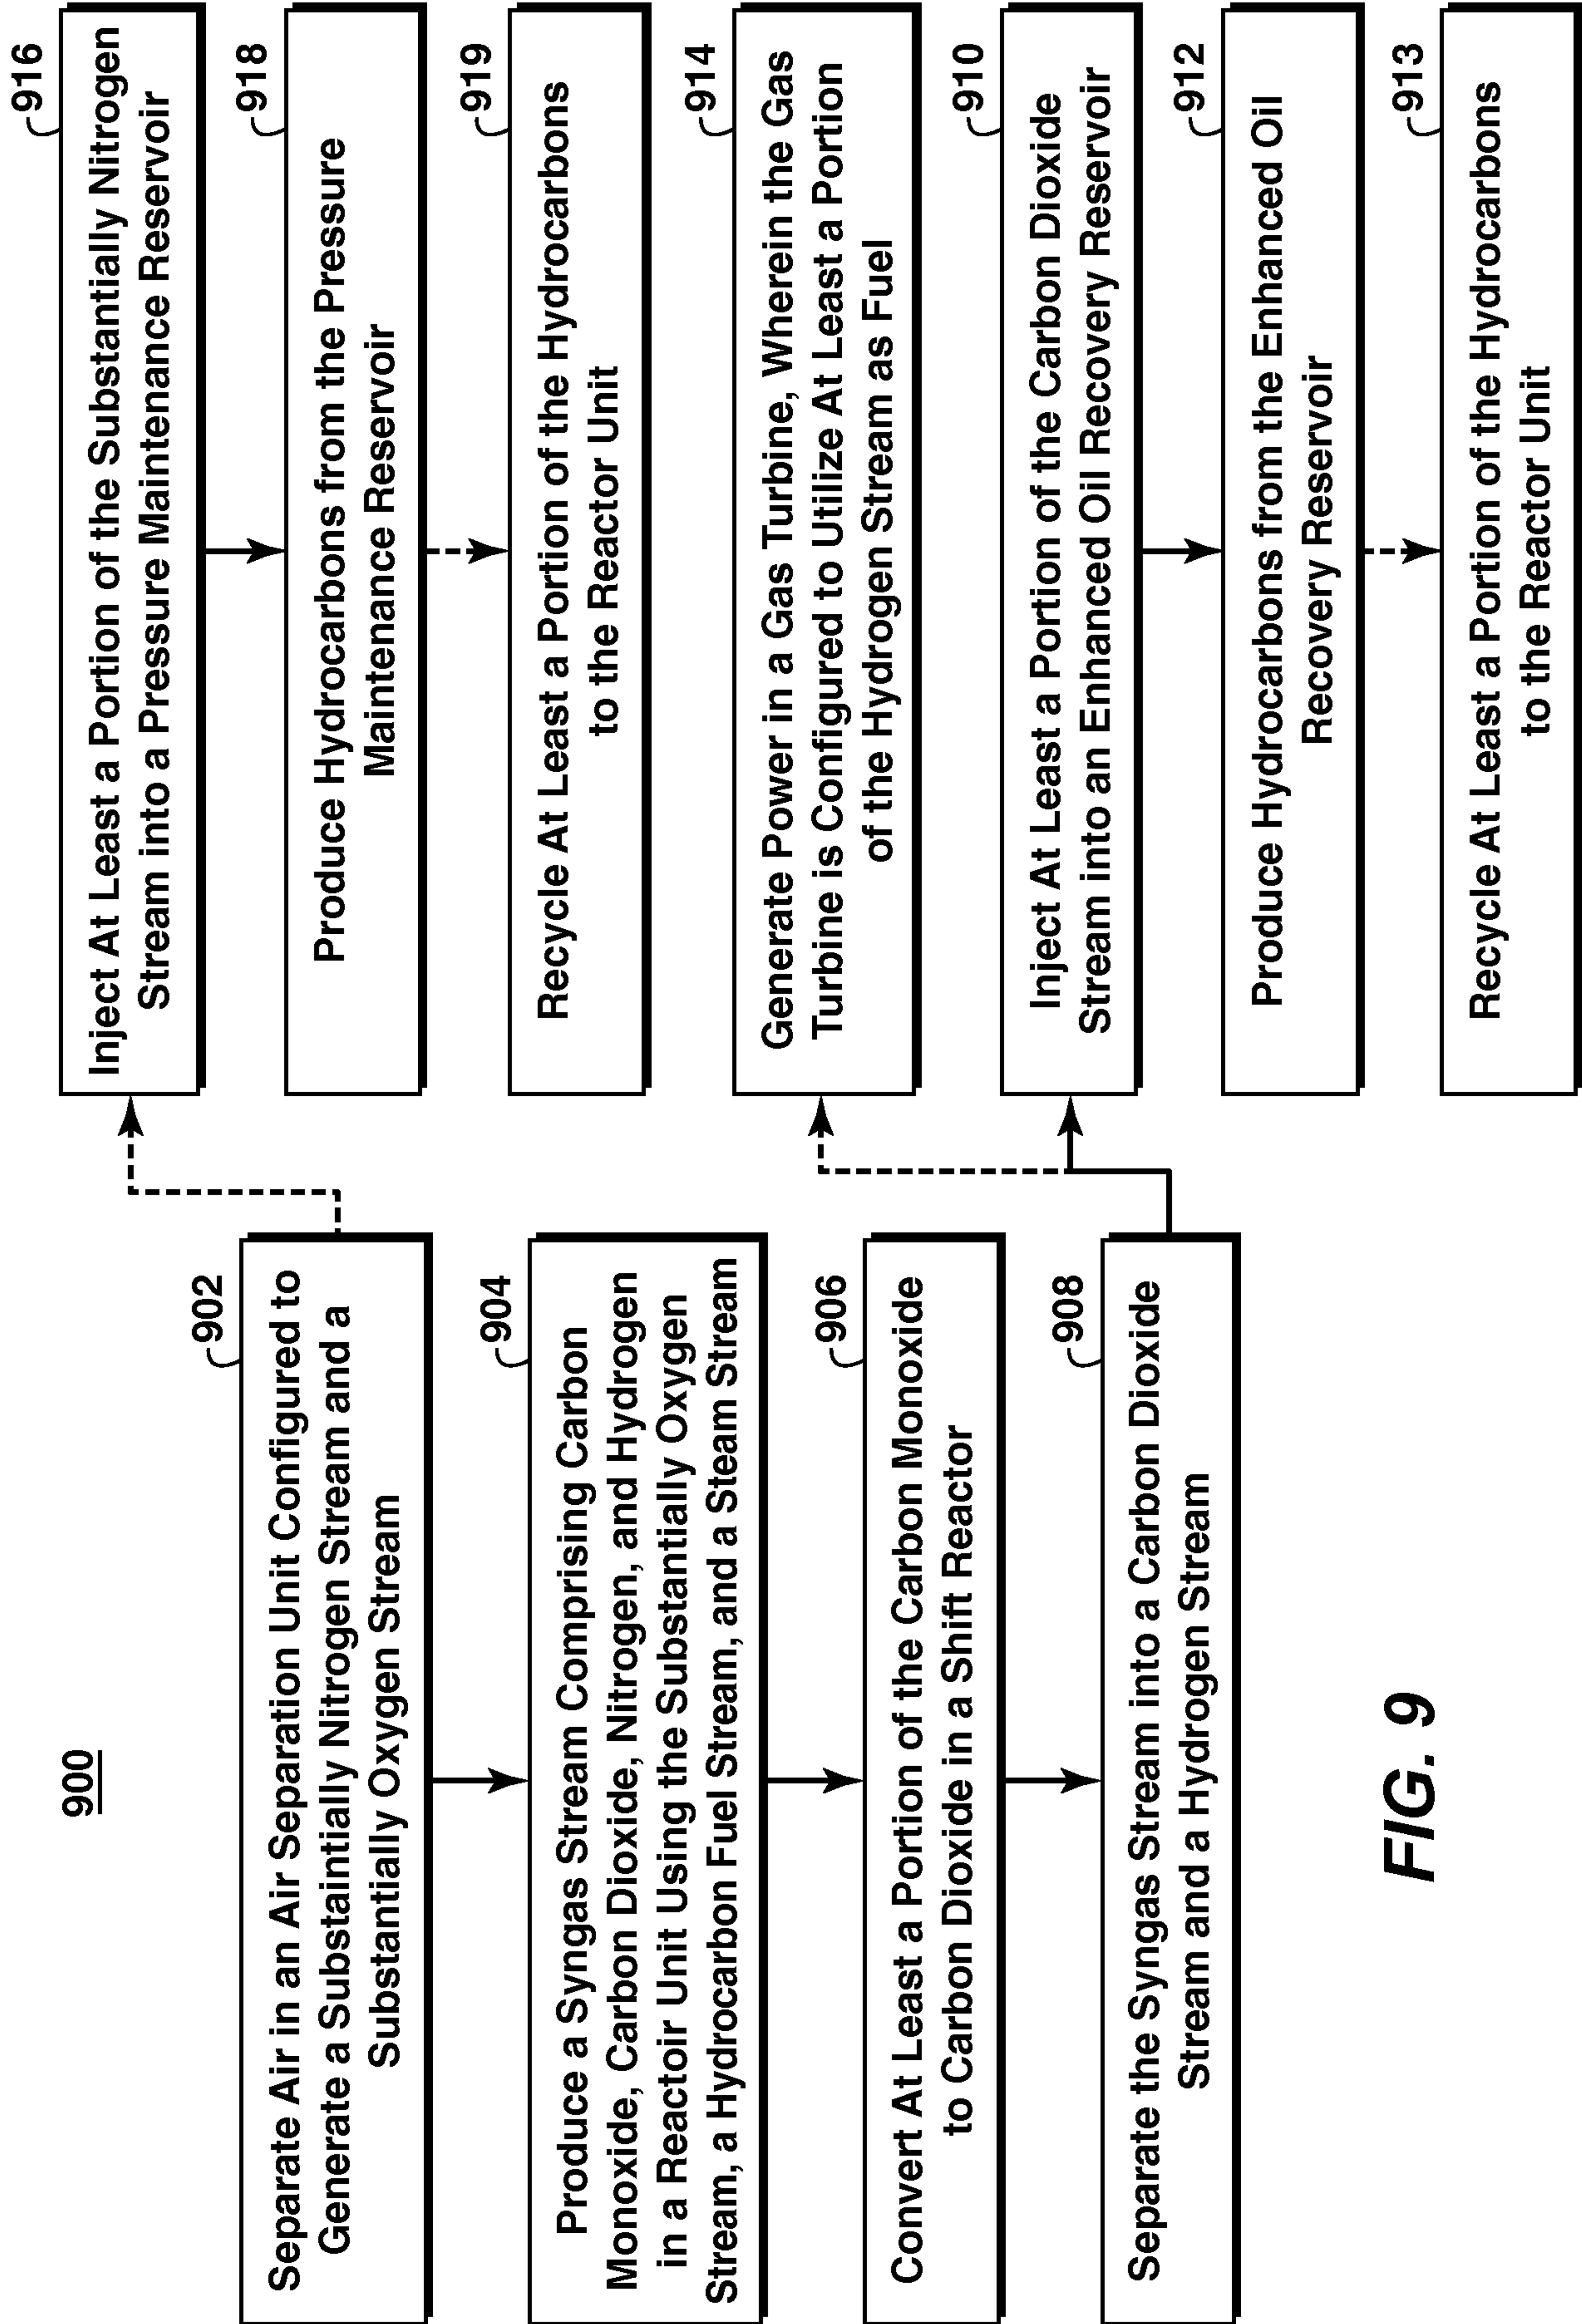 900
902
Separate Air in an Air Separation Unit Configured to
Generate a Substaintially Nitrogen Stream and a
Substantially Oxygen Stream
904
Produce a Syngas Stream Comprising Carbon
Monoxide, Carbon Dioxide, Nitrogen, and Hydrogen
in a Reactoir Unit Using the Substantially Oxygen
Stream, a Hydrocarbon Fuel Stream, and a Steam Stream
906
Convert At Least a Portion of the Carbon Monoxide
to Carbon Dioxide in a Shift Reactor
908
Separate the Syngas Stream into a Carbon Dioxide
Stream and a Hydrogen Stream
916
Inject At Least a Portion of the Substantially Nitrogen
Stream into a Pressure Maintenance Reservoir
918
Produce Hydrocarbons from the Pressure
Maintenance Reservoir
919
Recycle At Least a Portion of the Hydrocarbons
to the Reactor Unit
914
Generate Power in a Gas Turbine, Wherein the Gas
Turbine is Configured to Utilize At Least a Portion
of the Hydrogen Stream as Fuel
910
Inject At Least a Portion of the Carbon Dioxide
Stream into an Enhanced Oil Recovery Reservoir
912
Produce Hydrocarbons from the Enhanced Oil
Recovery Reservoir
913
Recycle At Least a Portion of the Hydrocarbons
to the Reactor Unit
FIG. 9